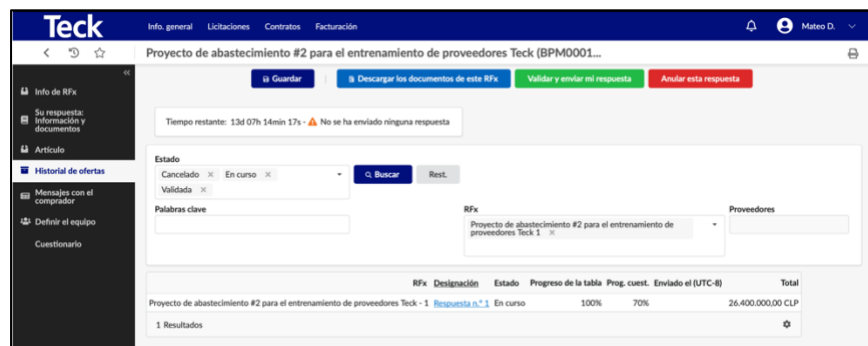 Teck
Info. general Licitaciones Contratos Facturación
Mateo D.
Proyecto de abastecimiento #2 para el entrenamiento de proveedores Teck (BPM0001...
Guardar
Descargar los documentos de este RFx
Validar y enviar mi respuesta
Anular esta respuesta
Info de RFx
Su respuesta:
Información y
documentos
Artículo
Historial de ofertas
Mensajes con el
comprador
Definir el equipo
Cuestionario
Tiempo restante: 13d 07h 14min 17s - No se ha enviado ninguna respuesta
Estado
Cancelado × En curso ×
Validada ×
Buscar
Rest.
Palabras clave
RFx
Proyecto de abastecimiento #2 para el entrenamiento de
proveedores Teck 1 ×
Proveedores
RFx Designación Estado Progreso de la tabla Prog. cuest. Enviado el (UTC-8) Total
Proyecto de abastecimiento #2 para el entrenamiento de proveedores Teck - 1 Respuesta n.º 1 En curso 100% 70% 26.400.000,00 CLP
1 Resultados